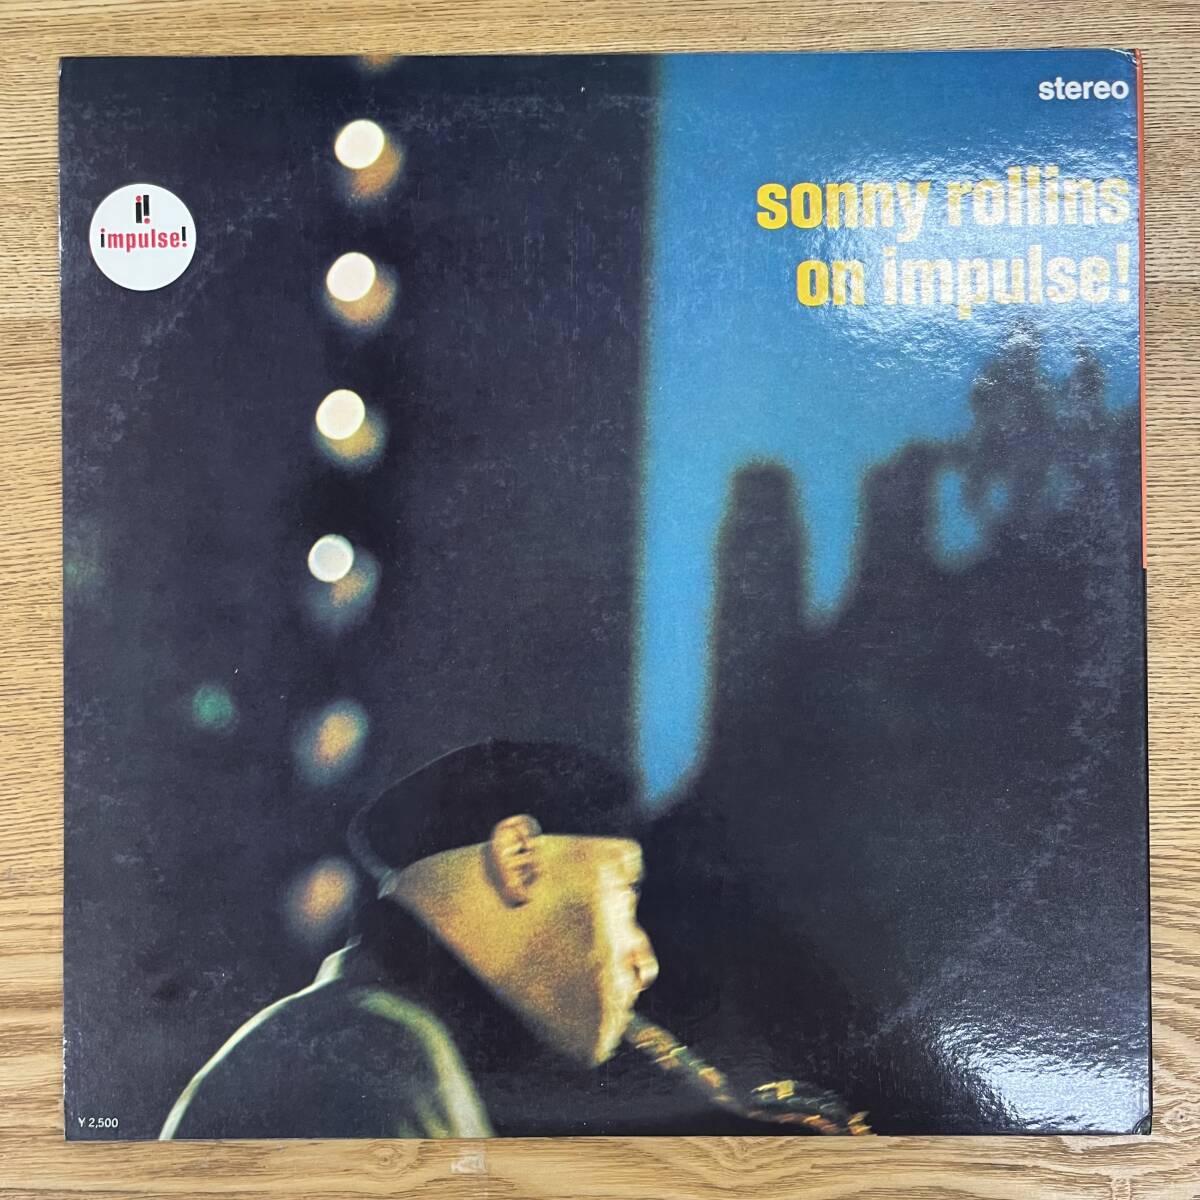 stereo
sonny rollins
on impulse!
i!
impulse!
Y 2,500